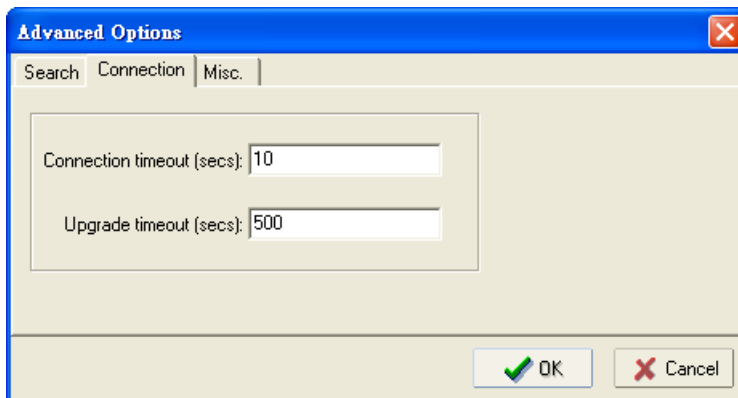 Advanced Options
Search Connection Misc.
Connection timeout (secs): 10
Upgrade timeout (secs): 500
OK Cancel